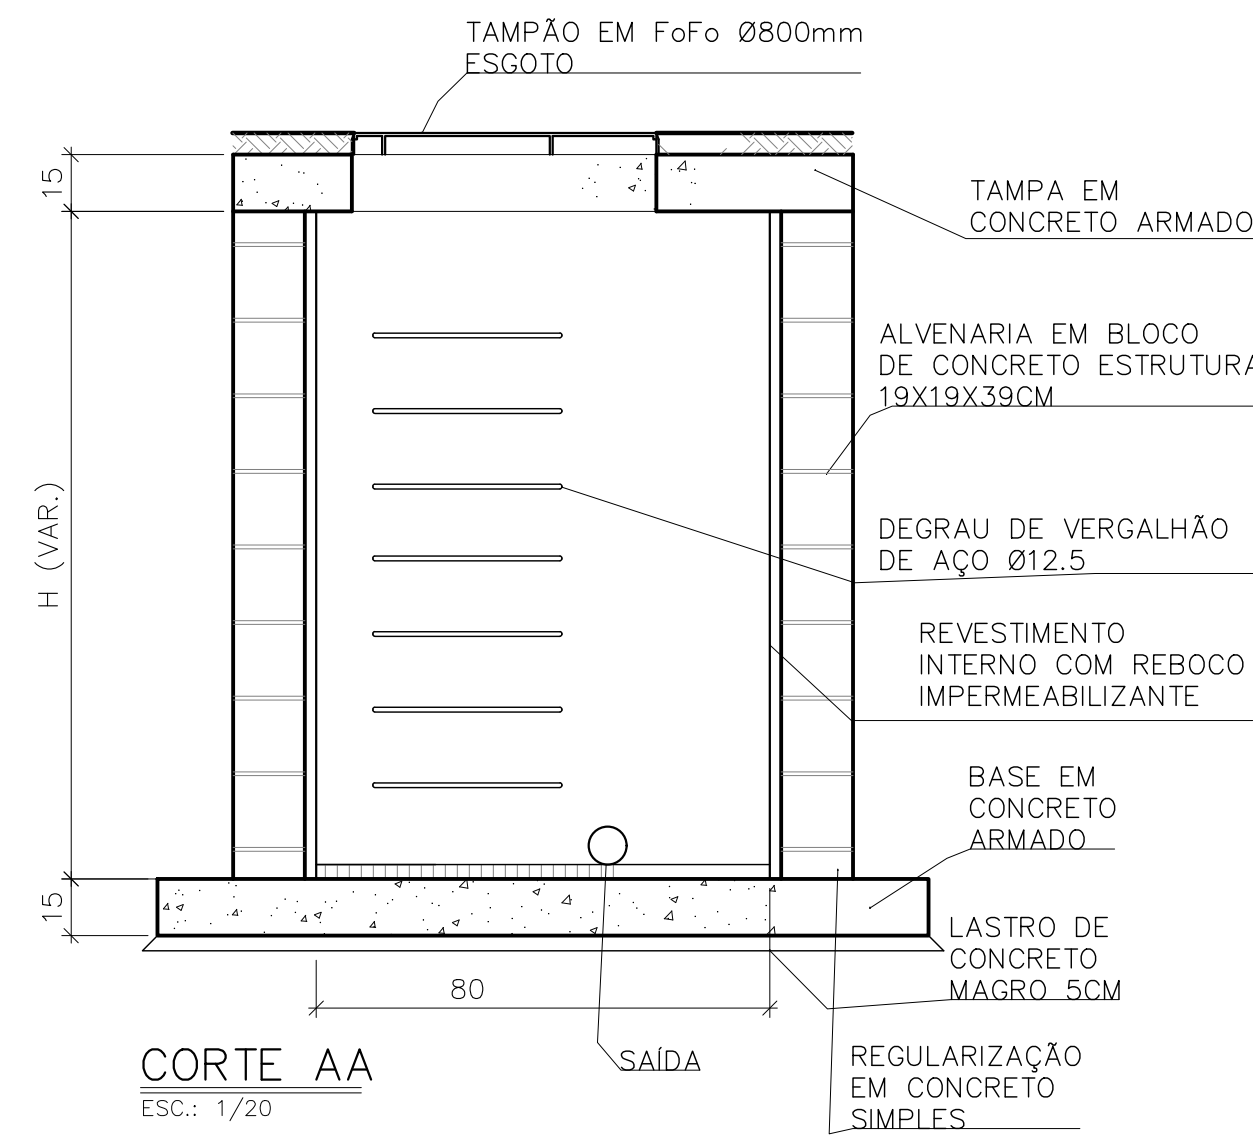 TAMPÃO EM FoFo Ø800mm
ESGOTO
15
TAMPA EM
CONCRETO ARMADO
ALVENARIA EM BLOCO
DE CONCRETO ESTRUTURA
19X19X39CM
H (VAR.)
DEGRAU DE VERGALHÃO
DE AÇO Ø12.5
REVESTIMENTO
INTERNO COM REBOCO
IMPERMEABILIZANTE
BASE EM
CONCRETO
ARMADO
15
LASTRO DE
CONCRETO
MAGRO 5CM
80
SAÍDA
REGULARIZAÇÃO
EM CONCRETO
SIMPLES
CORTE AA
ESC.: 1/20